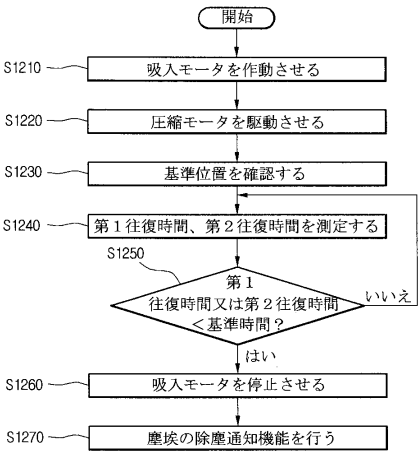 開始
S1210
吸入モータを作動させる
S1220
圧縮モータを駆動させる
S1230
基準位置を確認する
S1240
第1往復時間、第2往復時間を測定する
S1250
第1
往復時間又は第2往復時間
<基準時間?
いいえ
はい
S1260
吸入モータを停止させる
S1270
塵埃の除塵通知機能を行う